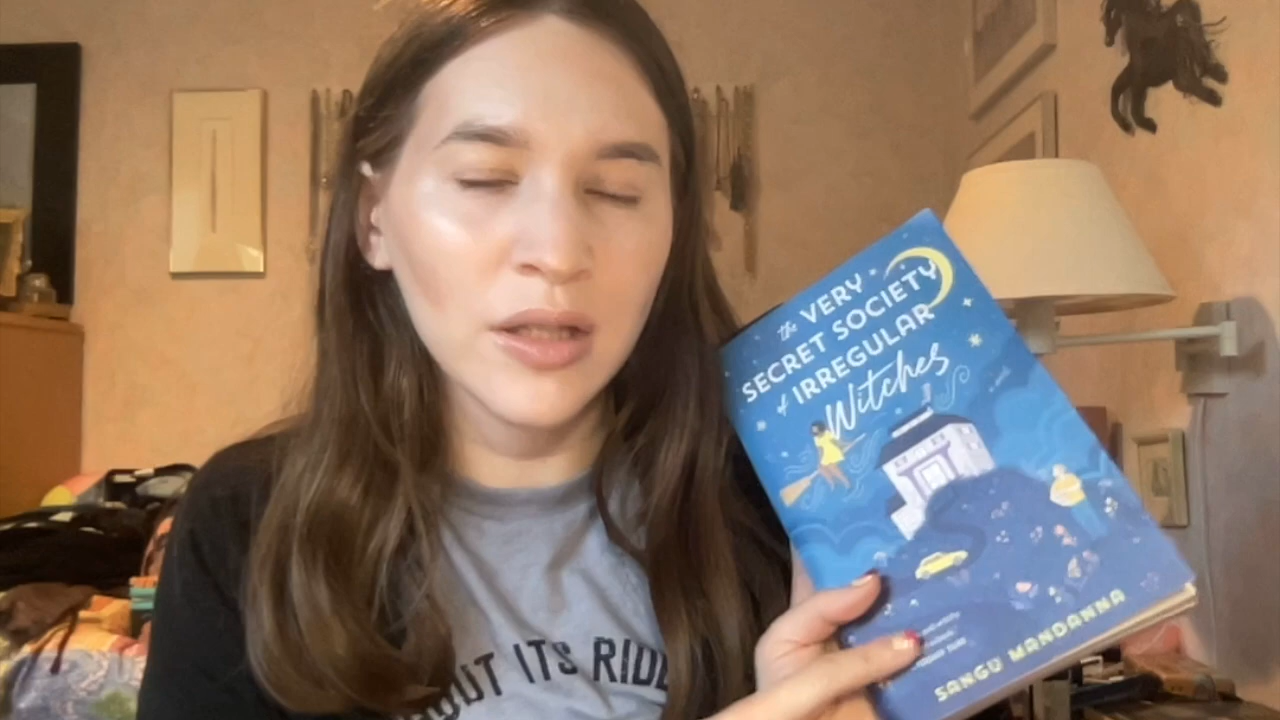 the VERY
SECRET SOCIETY
of IRREGULAR
Witches
SANGU MANDANNA
OUT ITS RID